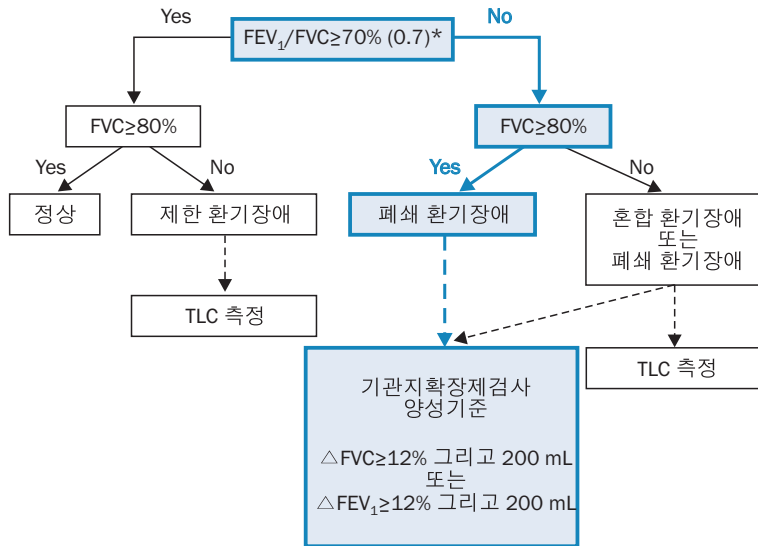 Yes
FEV₁/FVC≥70% (0.7)*
No
FVC≥80%
FVC≥80%
Yes
No
Yes
No
정상
제한 환기장애
폐쇄 환기장애
혼합 환기장애
또는
폐쇄 환기장애
TLC 측정
TLC 측정
기관지확장제검사
양성기준
△FVC≥12% 그리고 200 mL
또는
△FEV₁≥12% 그리고 200 mL